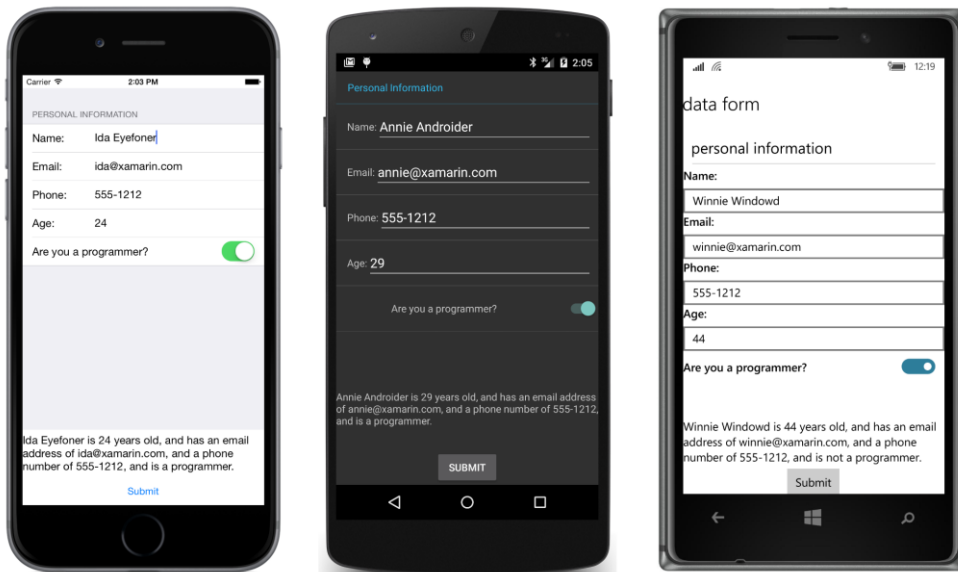 Carrier 2:03 PM
PERSONAL INFORMATION
Name: Ida Eyefoner
Email: ida@xamarin.com
Phone: 555-1212
Age: 24
Are you a programmer?
Ida Eyefoner is 24 years old, and has an email
address of ida@xamarin.com, and a phone
number of 555-1212, and is a programmer.
Submit
3G 2:05
Personal Information
Name: Annie Androider
Email: annie@xamarin.com
Phone: 555-1212
Age: 29
Are you a programmer?
Annie Androider is 29 years old, and has an email address
of annie@xamarin.com, and a phone number of 555-1212,
and is a programmer.
SUBMIT
12:19
data form
personal information
Name:
Winnie Windowd
Email:
winnie@xamarin.com
Phone:
555-1212
Age:
44
Are you a programmer?
Winnie Windowd is 44 years old, and has an email
address of winnie@xamarin.com, and a phone
number of 555-1212, and is not a programmer.
Submit